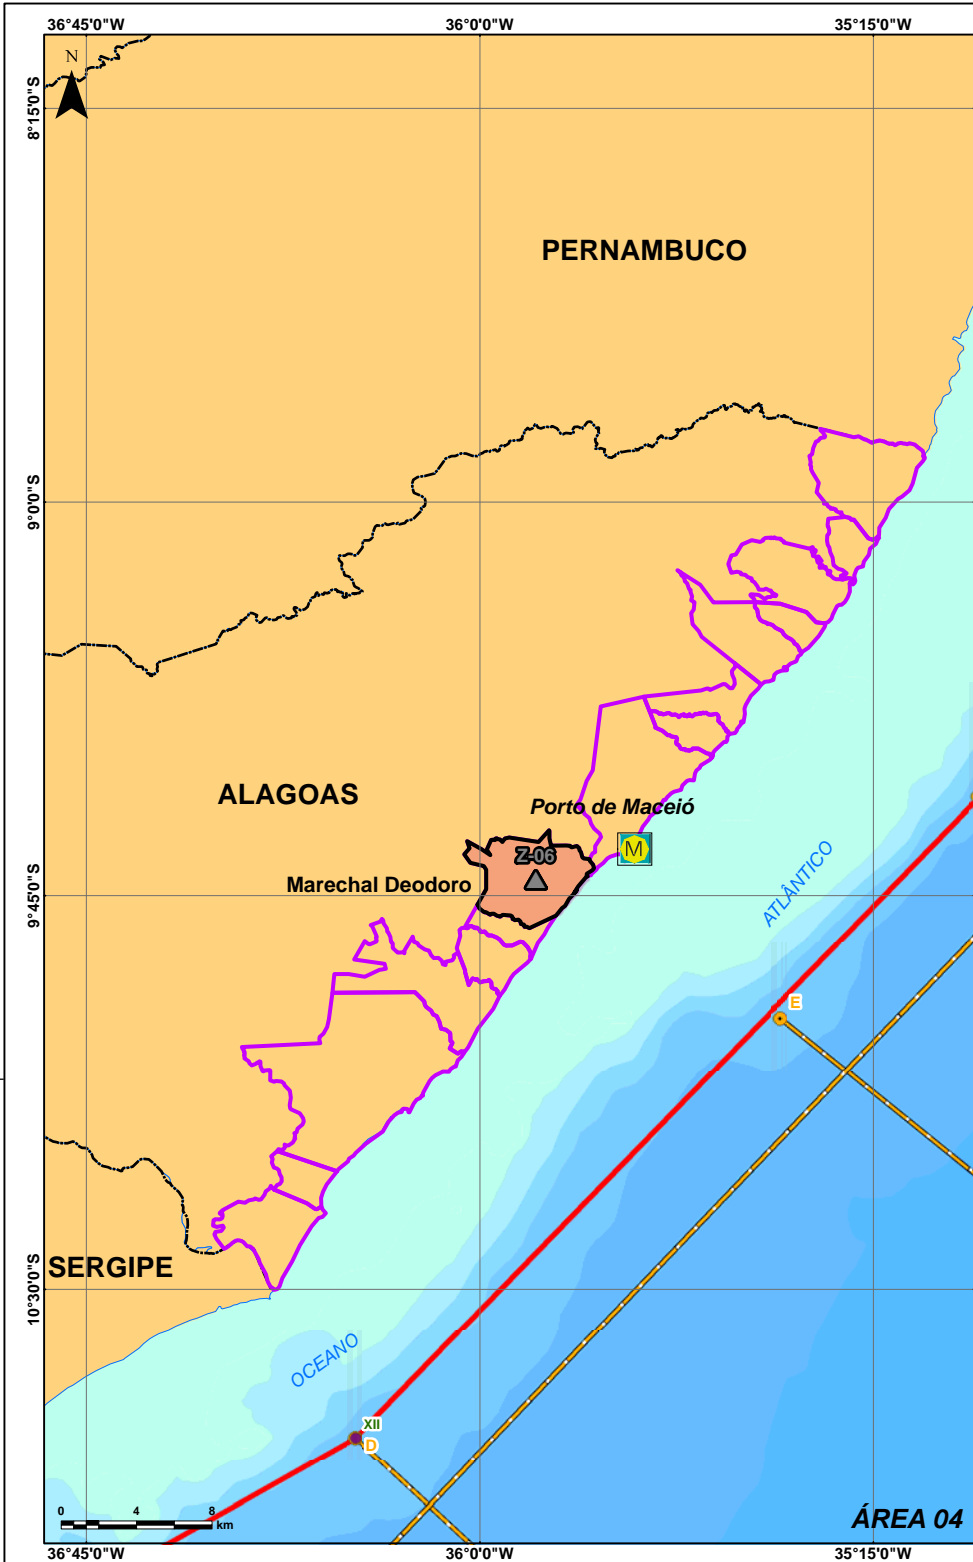 36°45'0"W 36°0'0"W 35°15'0"W
N
8°15'0"S
PERNAMBUCO
9°0'0"S
ALAGOAS
Porto de Maceió
M
Z-06
Marechal Deodoro
9°45'0"S
ATLÂNTICO
E
SERGIPE
10°30'0"S
OCEANO
XII
D
0 4 8
km
ÁREA 04
36°45'0"W 36°0'0"W 35°15'0"W